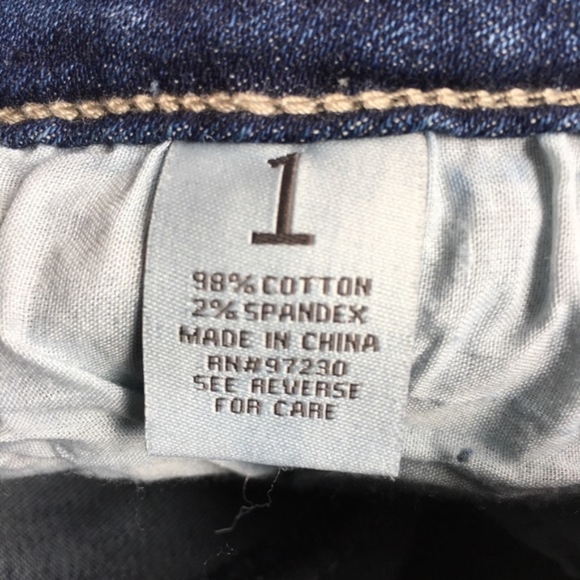 1
98% COTTON
2% SPANDEX
MADE IN CHINA
RN#97230
SEE REVERSE
FOR CARE